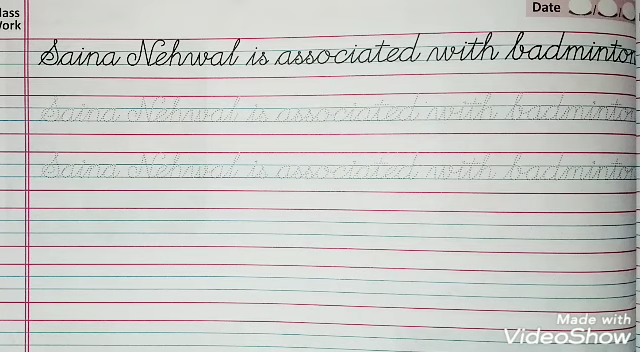 Class Date
Work
Saina Nehwal is associated with badminton
Saina Nehwal is associated with badminton
Saina Nehwal is associated with badminton
Made with
VideoShow